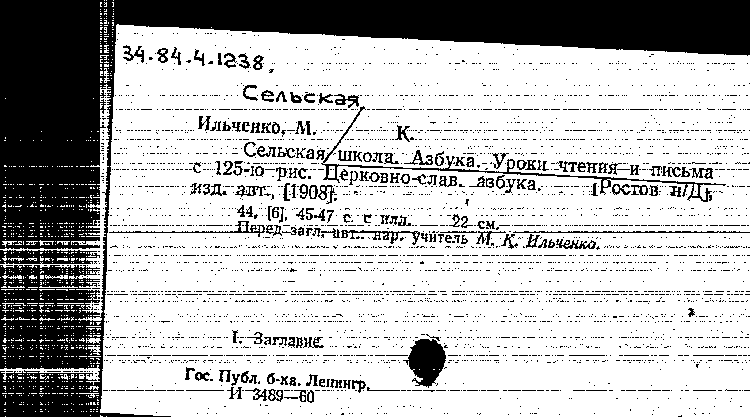 34.84.4.1238.
Сельская
Ильченко, М. К.
Сельская школа. Азбука. Уроки чтения и письма
с 125-ю рис. Церковно-слав. азбука. [Ростов н/Д],
изд. авт., [1908].
44, [6], 45-47 с. с илл. 22 см.
Перед загл. авт.: нар. учитель М. К. Ильченко.
I. Заглавие.
Гос. Публ. б-ка. Ленингр.
И 3489—60